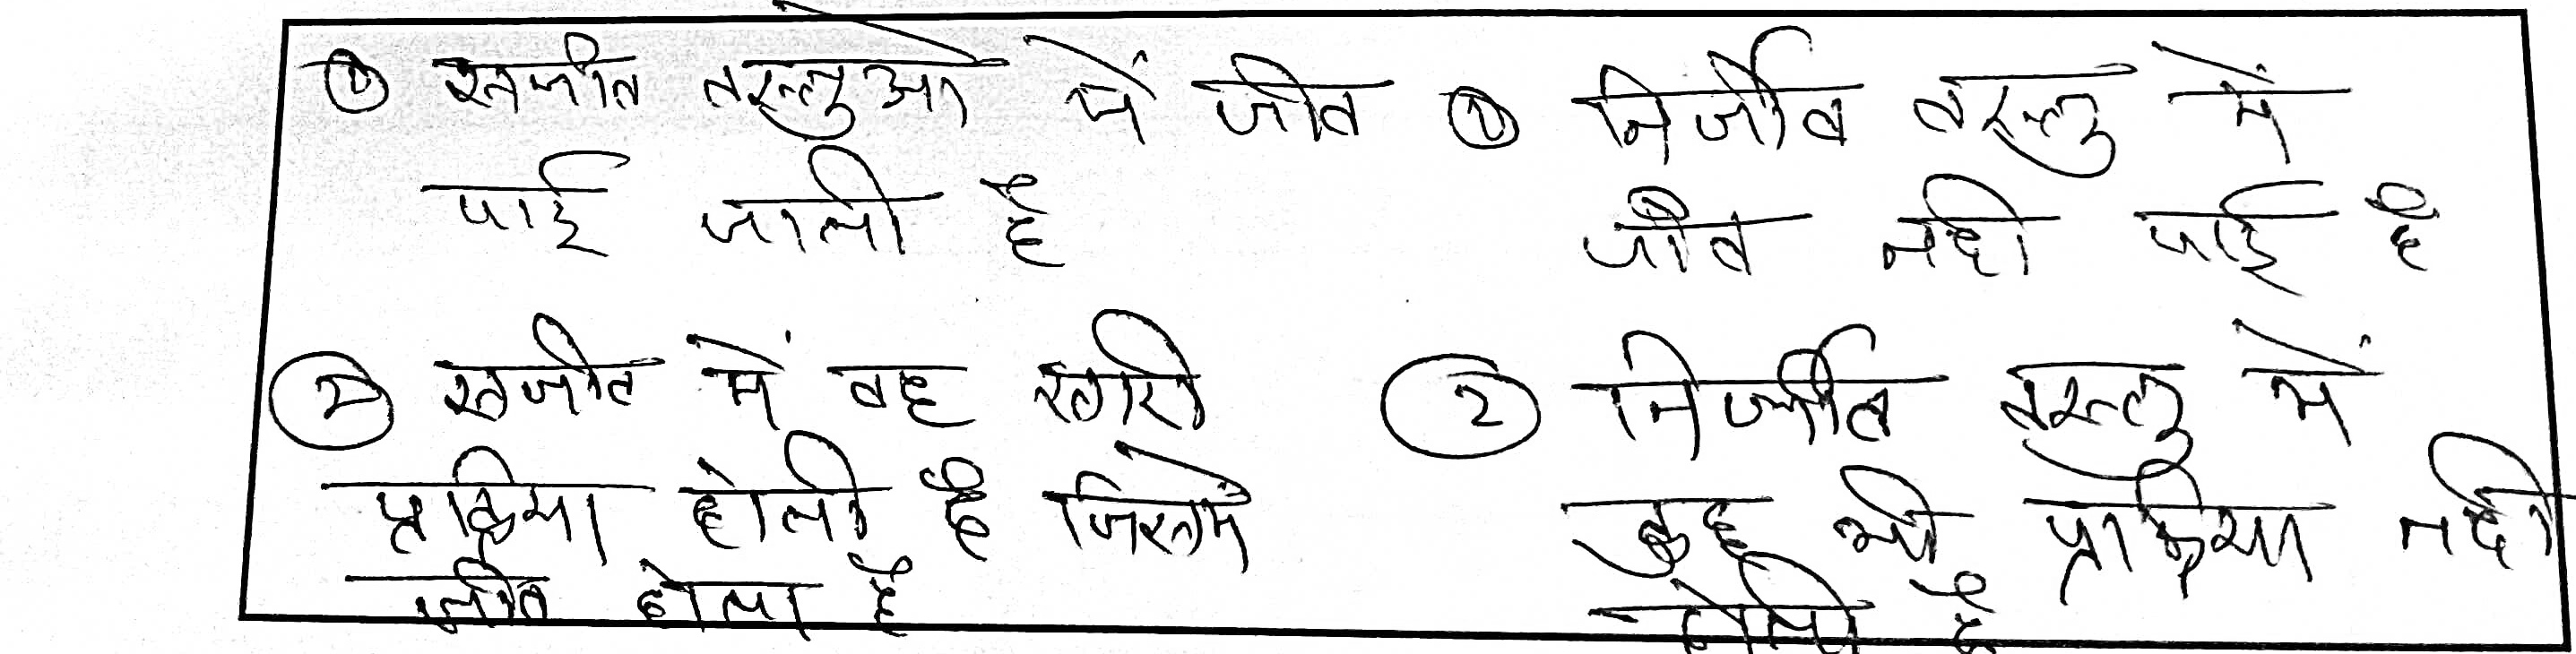 ① सजीव वस्तुओ में जीव
पाई जाती है
② सजीव में वह सारी
प्रक्रिया होती है जिसमें
जीव होता है
① निर्जीव वस्तु में
जीव नही पाई है
② निर्जीव वस्तु में
कुछ भी प्रक्रिया नही
होती है